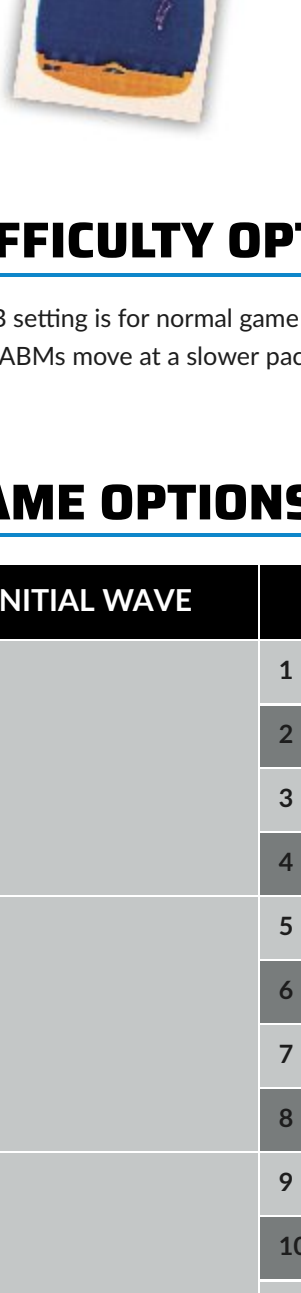 FFICULTY OPT
3 setting is for normal game
ABMs move at a slower pac
AME OPTIONS
NITIAL WAVE
1
2
3
4
5
6
7
8
9
10